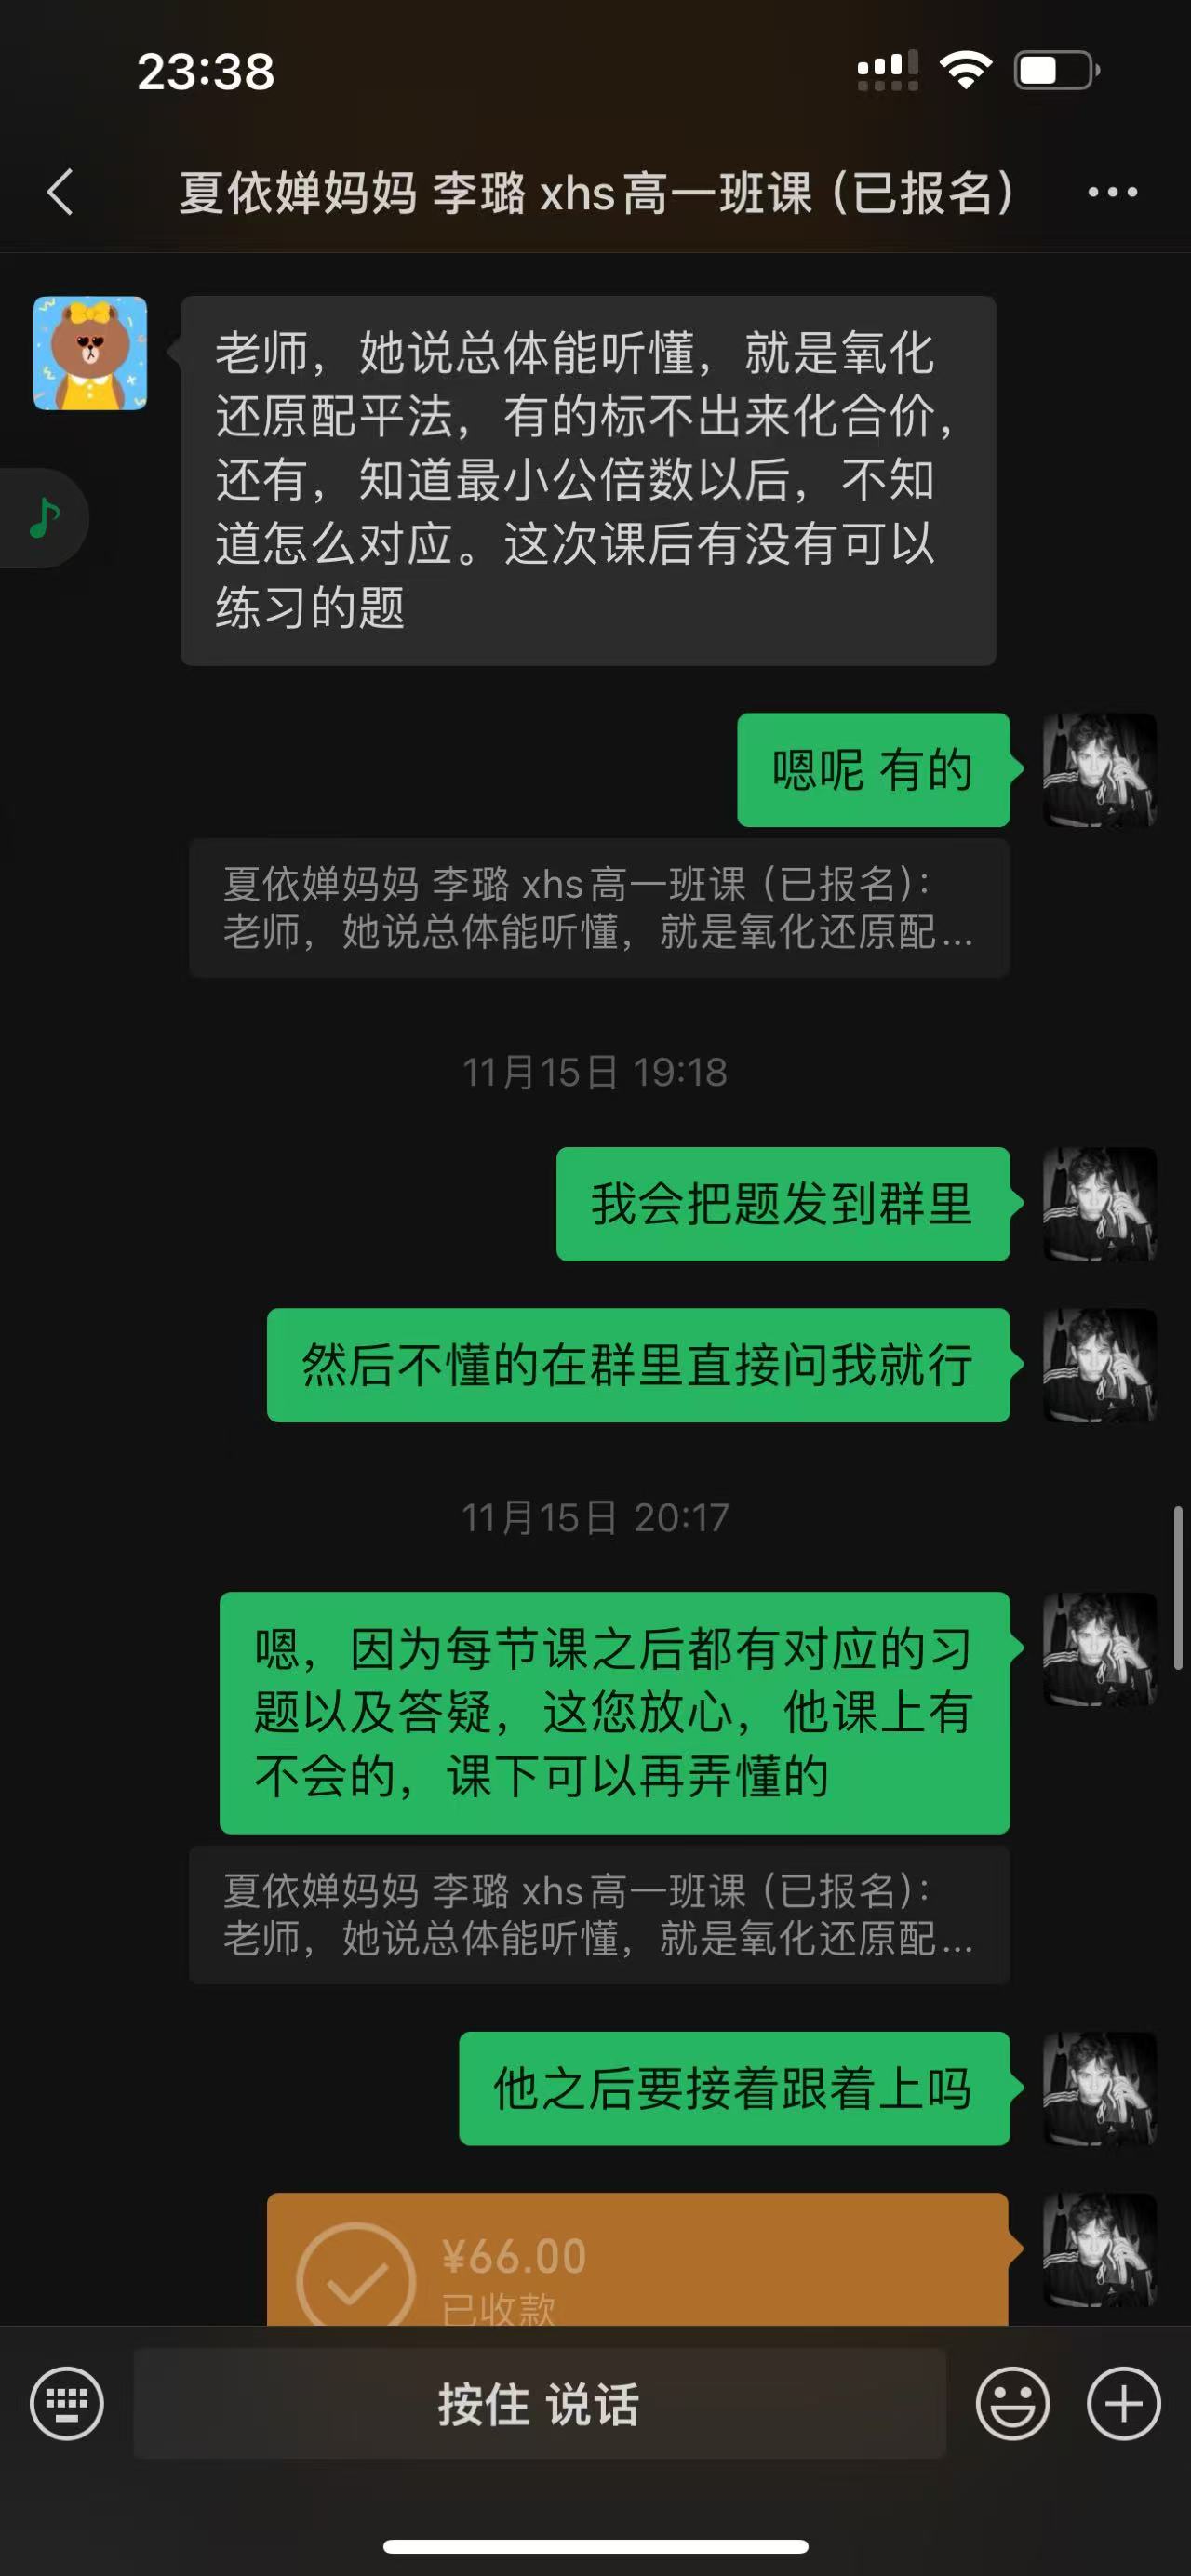 23:38
夏依婵妈妈 李璐 xhs高一班课（已报名）
老师，她说总体能听懂，就是氧化
还原配平法，有的标不出来化合价，
还有，知道最小公倍数以后，不知
道怎么对应。这次课后有没有可以
练习的题
嗯呢 有的
夏依婵妈妈 李璐 xhs高一班课（已报名）：
老师，她说总体能听懂，就是氧化还原配...
11月15日 19:18
我会把题发到群里
然后不懂的在群里直接问我就行
11月15日 20:17
嗯，因为每节课之后都有对应的习
题以及答疑，这您放心，他课上有
不会的，课下可以再弄懂的
夏依婵妈妈 李璐 xhs高一班课（已报名）：
老师，她说总体能听懂，就是氧化还原配...
他之后要接着跟着上吗
¥66.00
已收款
按住 说话